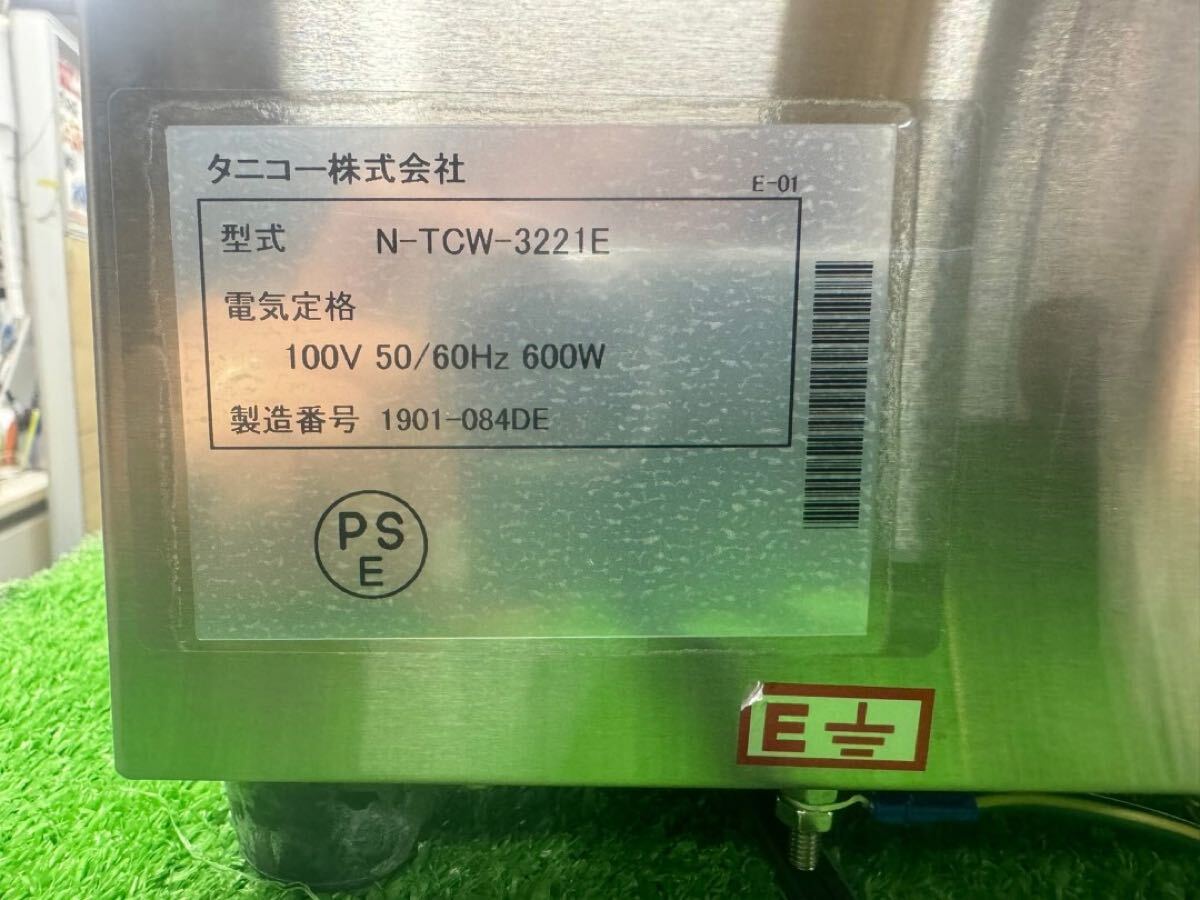 タニコー株式会社
E-01
型式 N-TCW-3221E
電気定格
100V 50/60Hz 600W
製造番号 1901-084DE
PS
E
E